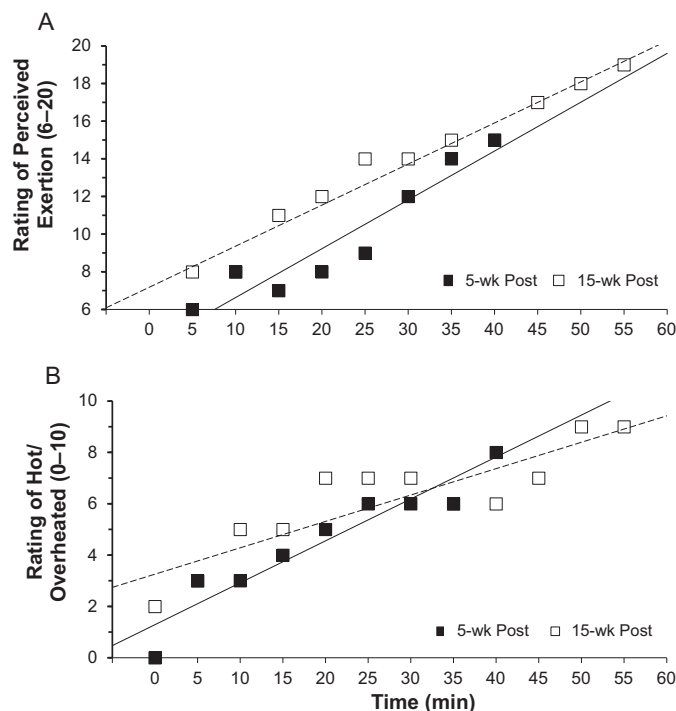 A
Rating of Perceived
Exertion (6–20)
20
18
16
14
12
10
8
6
5-wk Post
15-wk Post
0 5 10 15 20 25 30 35 40 45 50 55 60
B
Rating of Hot/
Overheated (0–10)
10
8
6
4
2
0
5-wk Post
15-wk Post
0 5 10 15 20 25 30 35 40 45 50 55 60
Time (min)